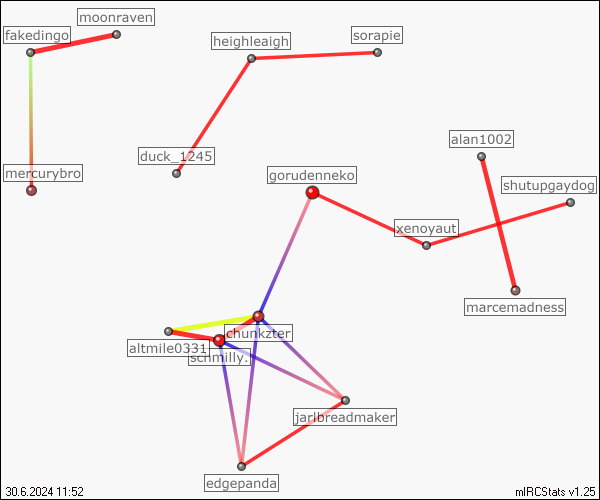 moonraven
fakedingo
heighleaigh
sorapie
alan1002
duck_1245
mercurybro
gorudenneko
shutupgaydog
xenoyaut
marcemadness
chunkzter
altmile0331
schmilly.
jarlbreadmaker
edgepanda
30.6.2024 11:52
mIRCStats v1.25